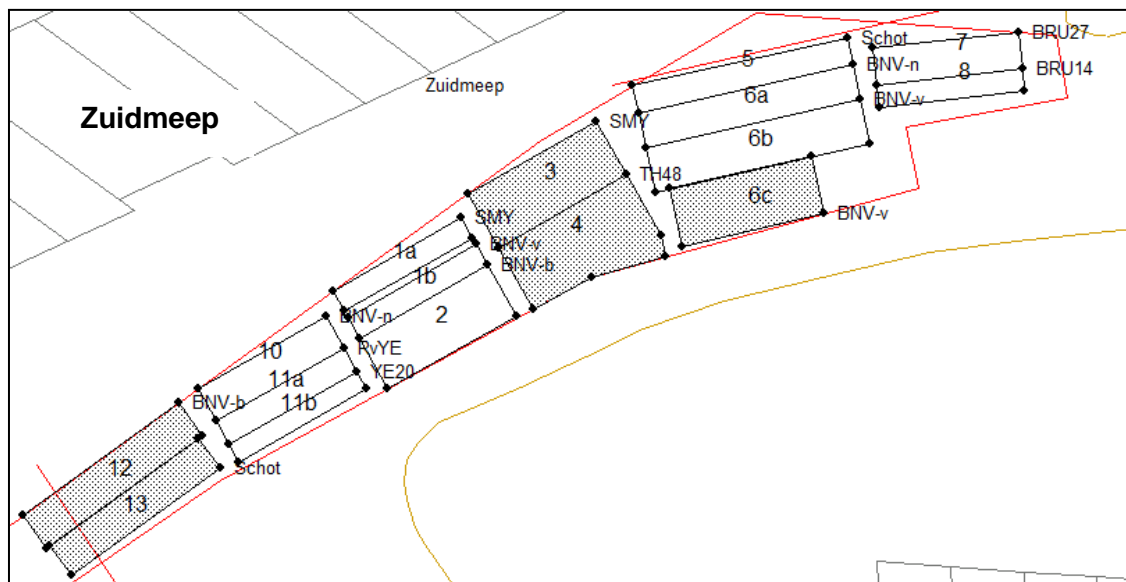 Zuidmeep
Zuidmeep
5
Schot
7
BRU27
6a
BNV-n
8
BRU14
BNV-v
6b
SMY
3
TH48
6c
BNV-v
4
SMY
1a
BNV-v
1b
BNV-b
2
BNV-n
10
PvYE
11a
YE20
11b
BNV-b
12
Schot
13